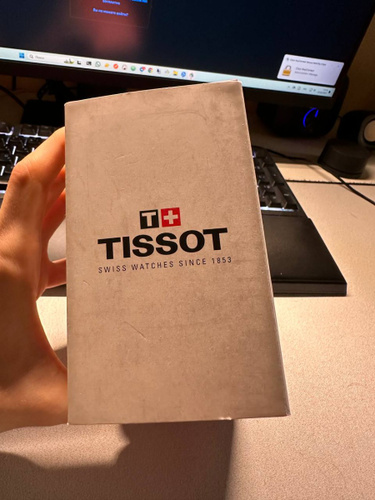 T+
TISSOT
SWISS WATCHES SINCE 1853